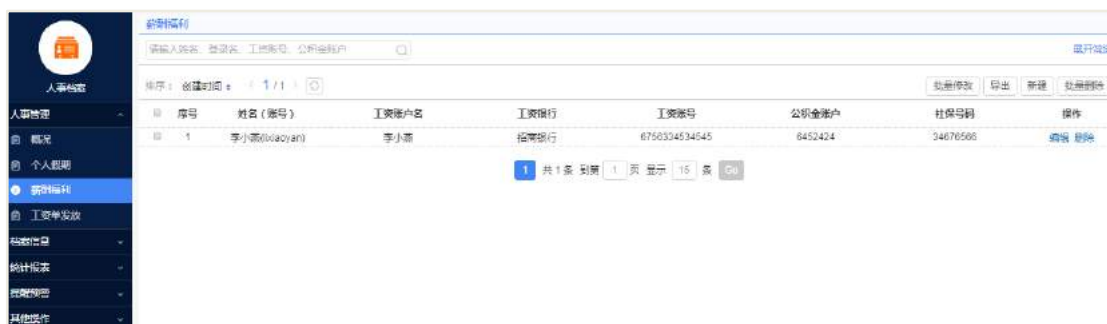 薪酬福利
请输入姓名、登录名、工资账号、公积金账户
人事档案
排序： 创建时间 1 / 1
批量修改 导出 新建 批量删除
人事管理
序号 姓名（账号） 工资账户名 工资银行 工资账号 公积金账户 社保号码 操作
1 李小燕(lixiaoyan) 李小燕 招商银行 6756334534545 6452424 34676566 编辑 删除
概况
个人假期
1 共1条 到第 1 页 显示 15 条 Go
薪酬福利
工资单发放
档案信息
统计报表
提醒预警
其他操作